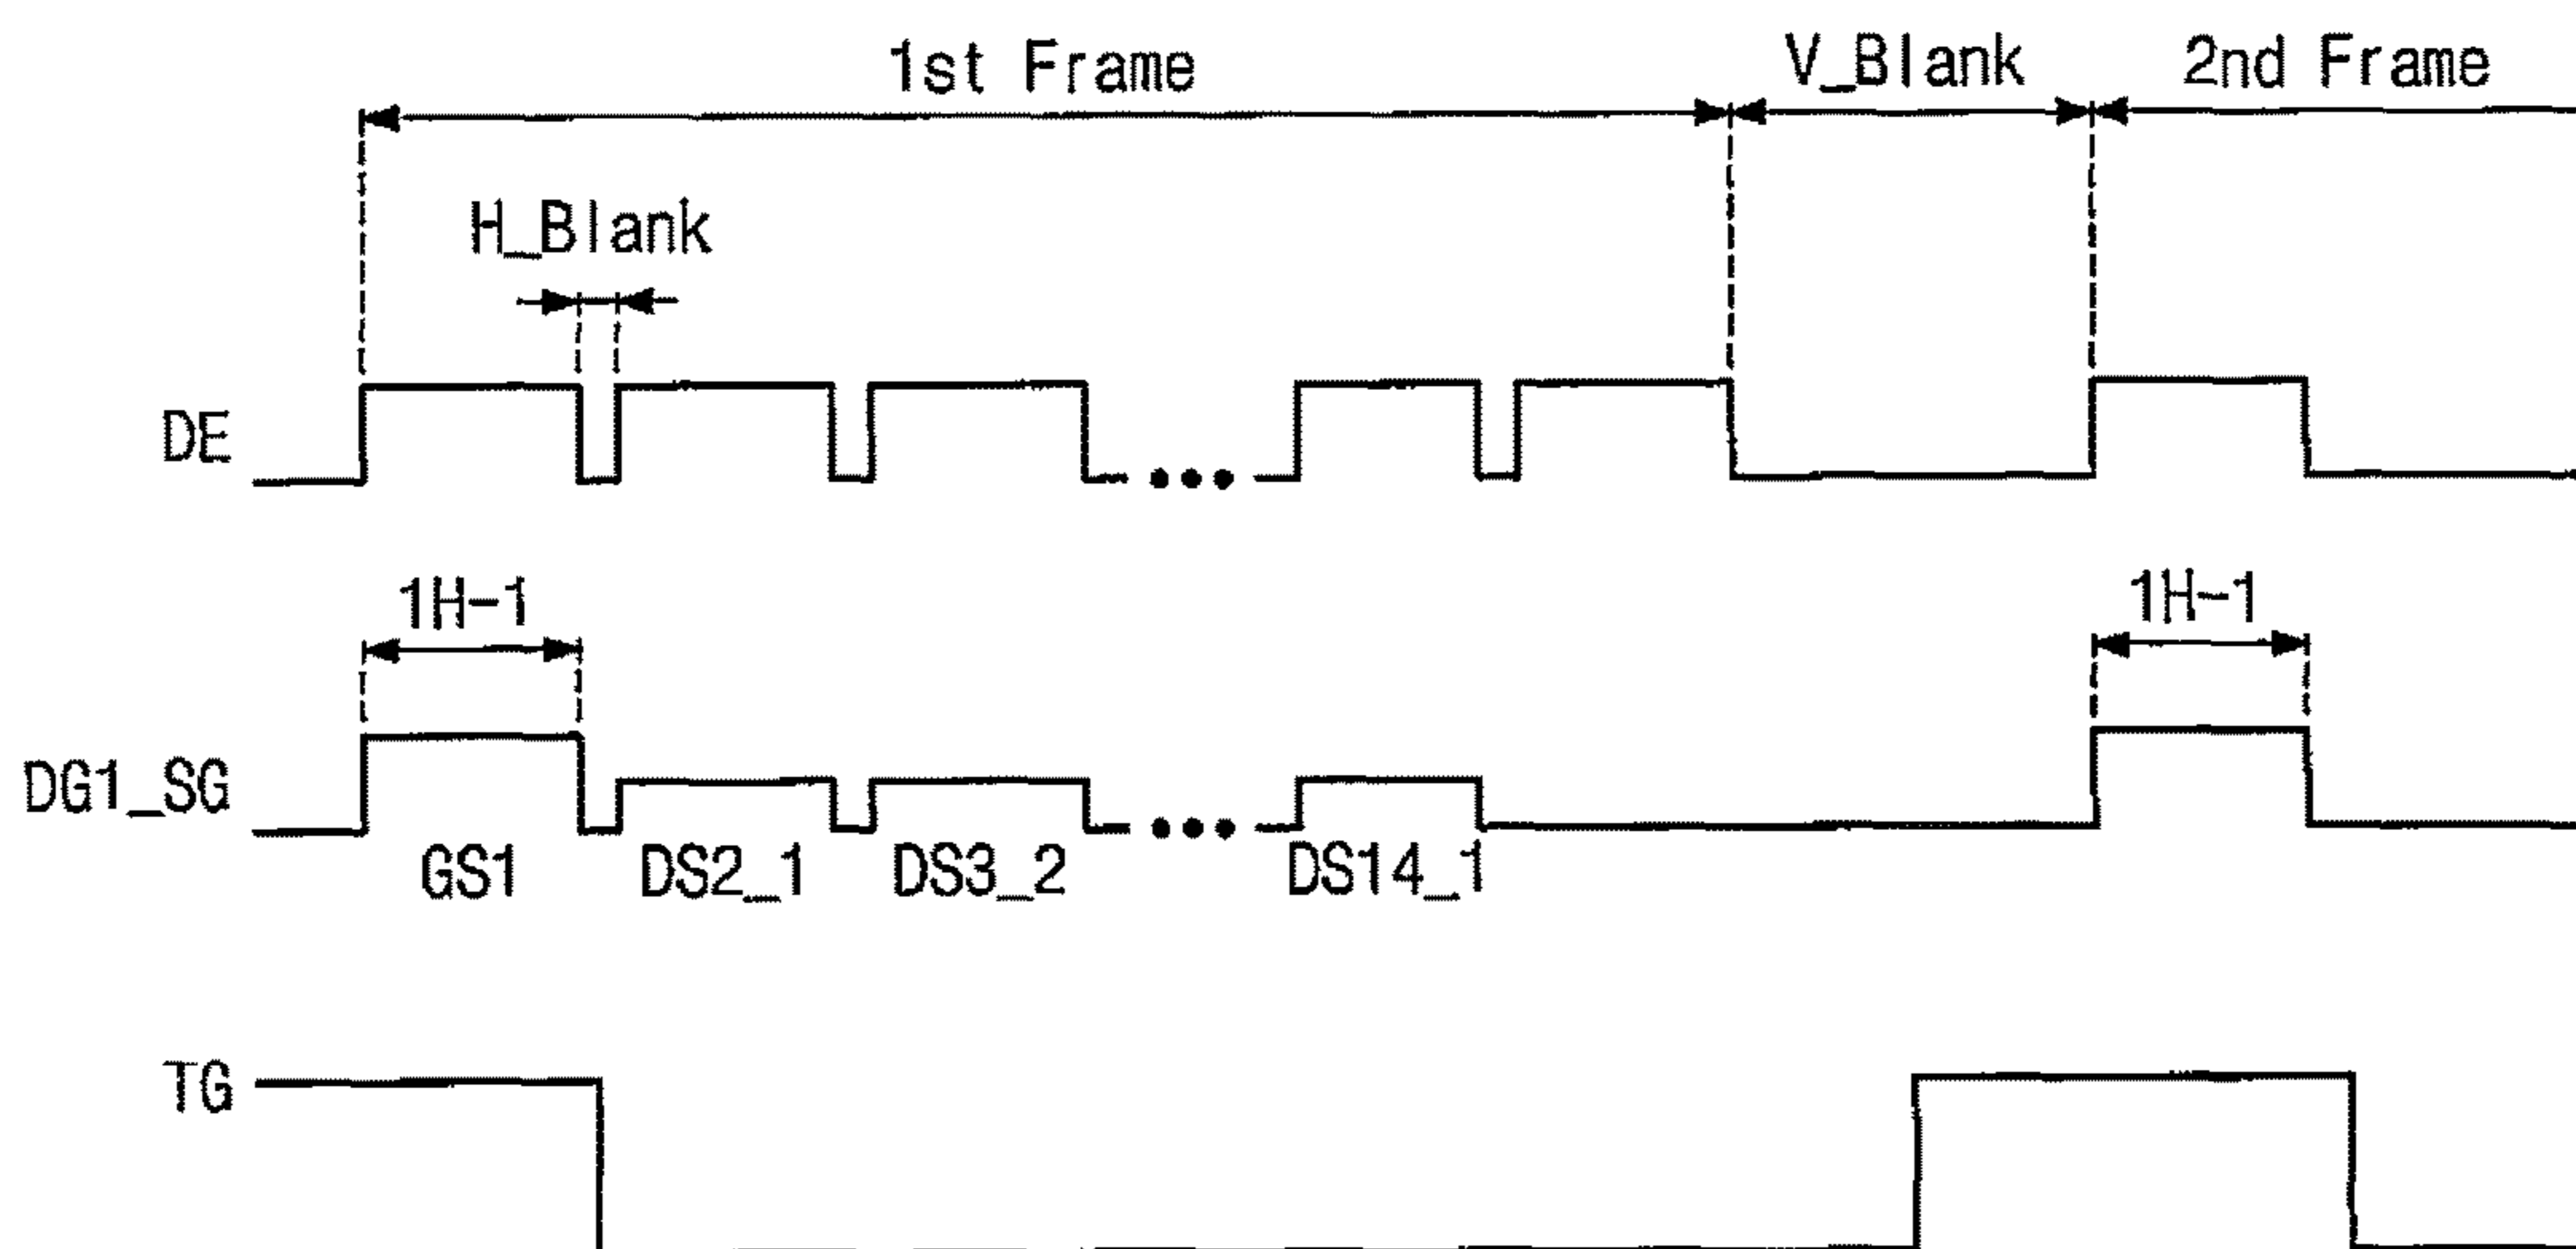 1st Frame V_Blank 2nd Frame
H_Blank
DE
1H-1 1H-1
DG1_SG
GS1 DS2_1 DS3_2 DS14_1
TG